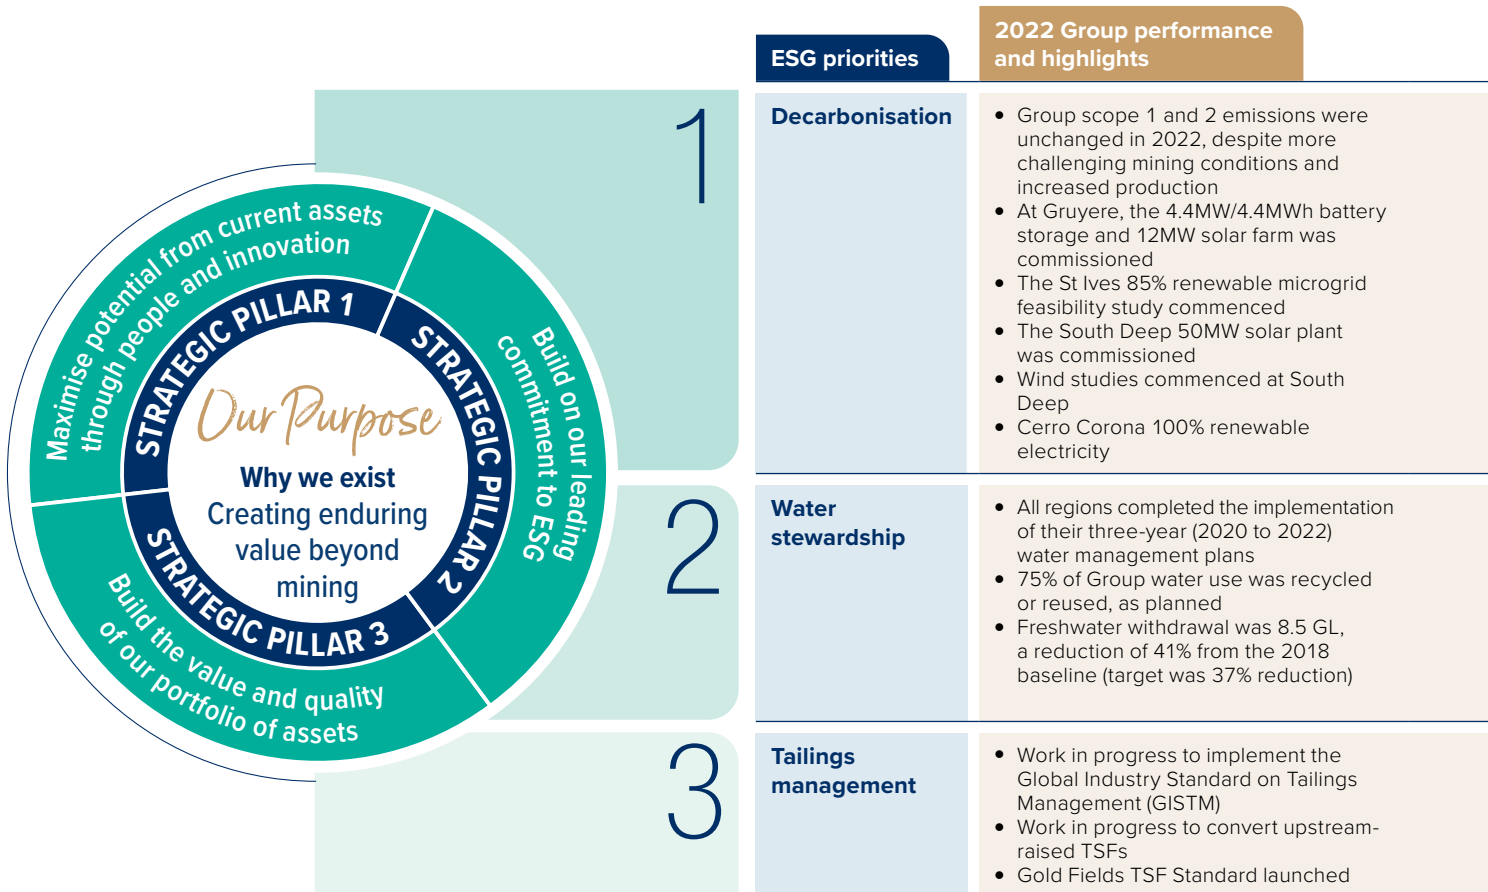 Maximise potential from current assets
through people and innovation
STRATEGIC PILLAR 1
Build on our leading
commitment to ESG
STRATEGIC PILLAR 2
Build the value and quality
of our portfolio of assets
STRATEGIC PILLAR 3
Our Purpose
Why we exist
Creating enduring
value beyond
mining
ESG priorities
2022 Group performance
and highlights
1
Decarbonisation
• Group scope 1 and 2 emissions were
unchanged in 2022, despite more
challenging mining conditions and
increased production
• At Gruyere, the 4.4MW/4.4MWh battery
storage and 12MW solar farm was
commissioned
• The St Ives 85% renewable microgrid
feasibility study commenced
• The South Deep 50MW solar plant
was commissioned
• Wind studies commenced at South
Deep
• Cerro Corona 100% renewable
electricity
2
Water
stewardship
• All regions completed the implementation
of their three-year (2020 to 2022)
water management plans
• 75% of Group water use was recycled
or reused, as planned
• Freshwater withdrawal was 8.5 GL,
a reduction of 41% from the 2018
baseline (target was 37% reduction)
3
Tailings
management
• Work in progress to implement the
Global Industry Standard on Tailings
Management (GISTM)
• Work in progress to convert upstream-
raised TSFs
• Gold Fields TSF Standard launched